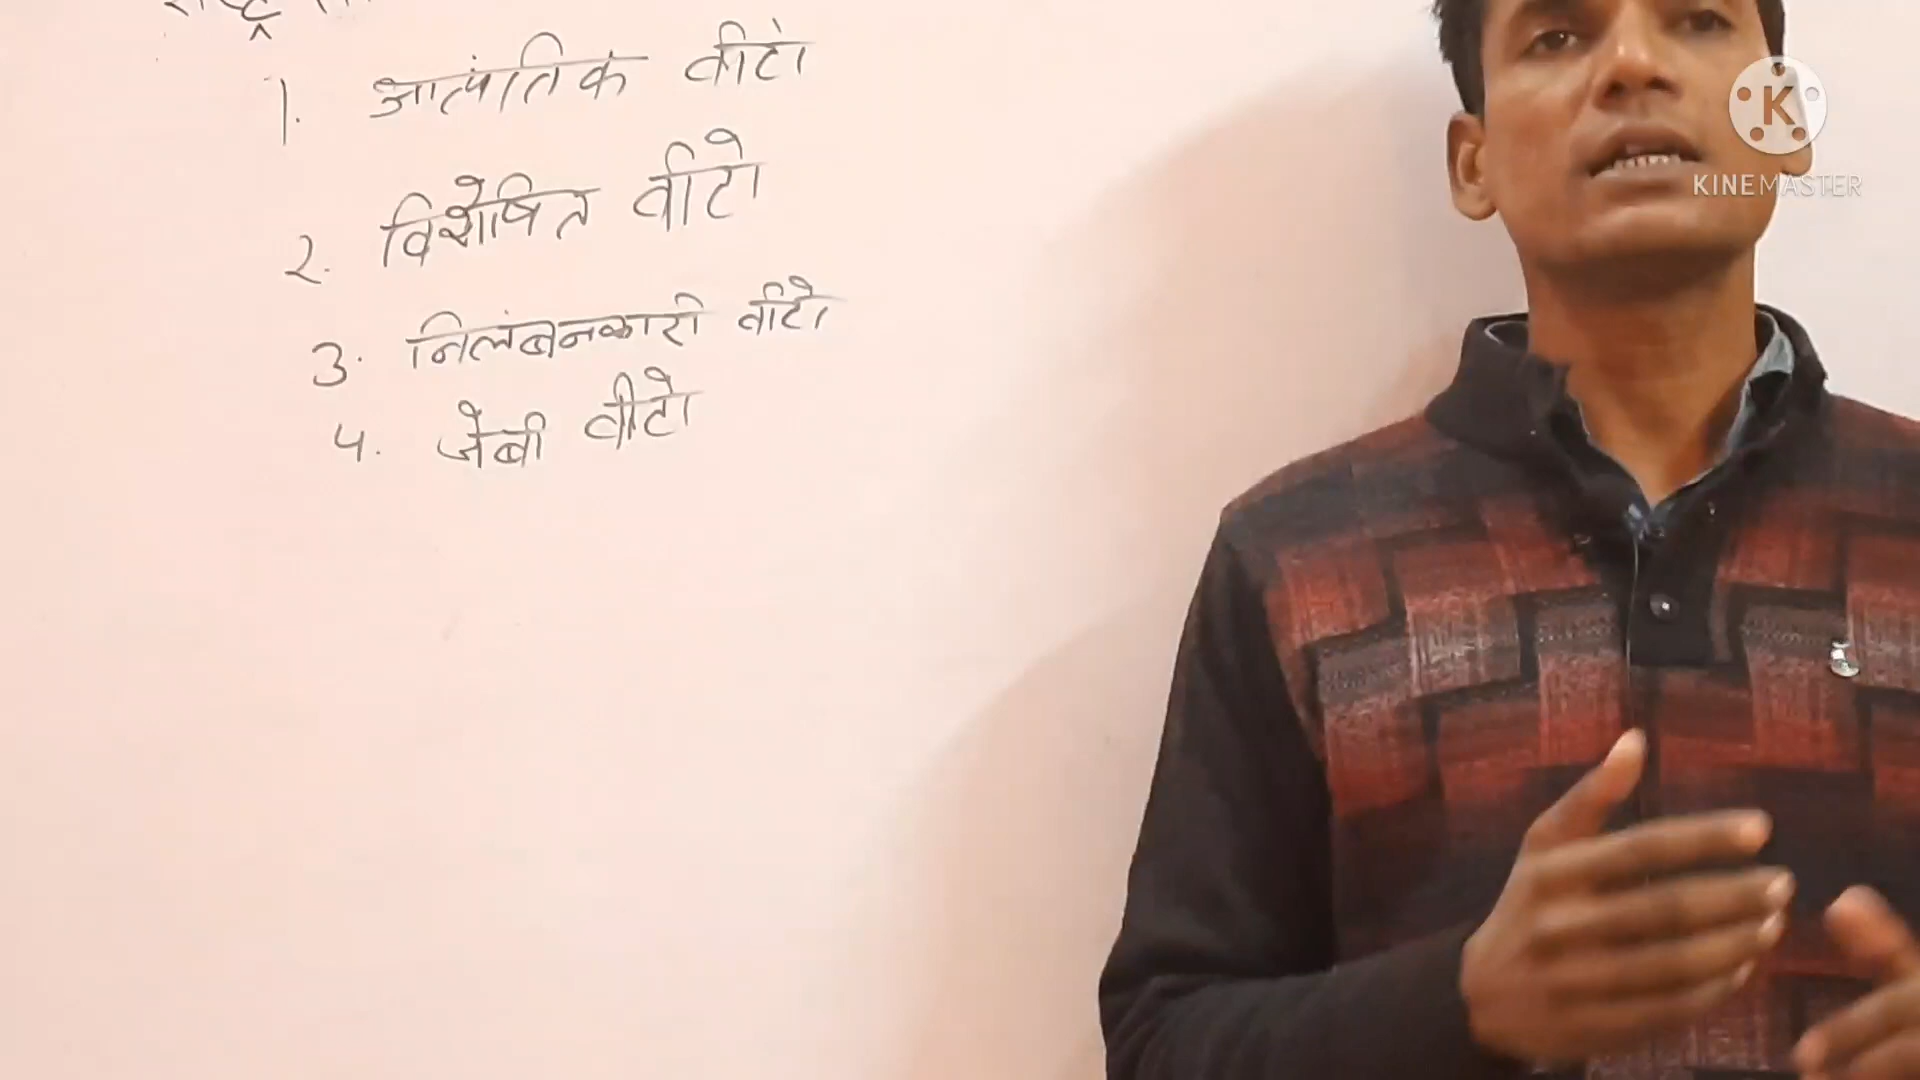 1. आत्यंतिक वीटो
2. विशेषित वीटो
3. निलंबनकारी वीटो
4. जेबी वीटो
K
KINEMASTER